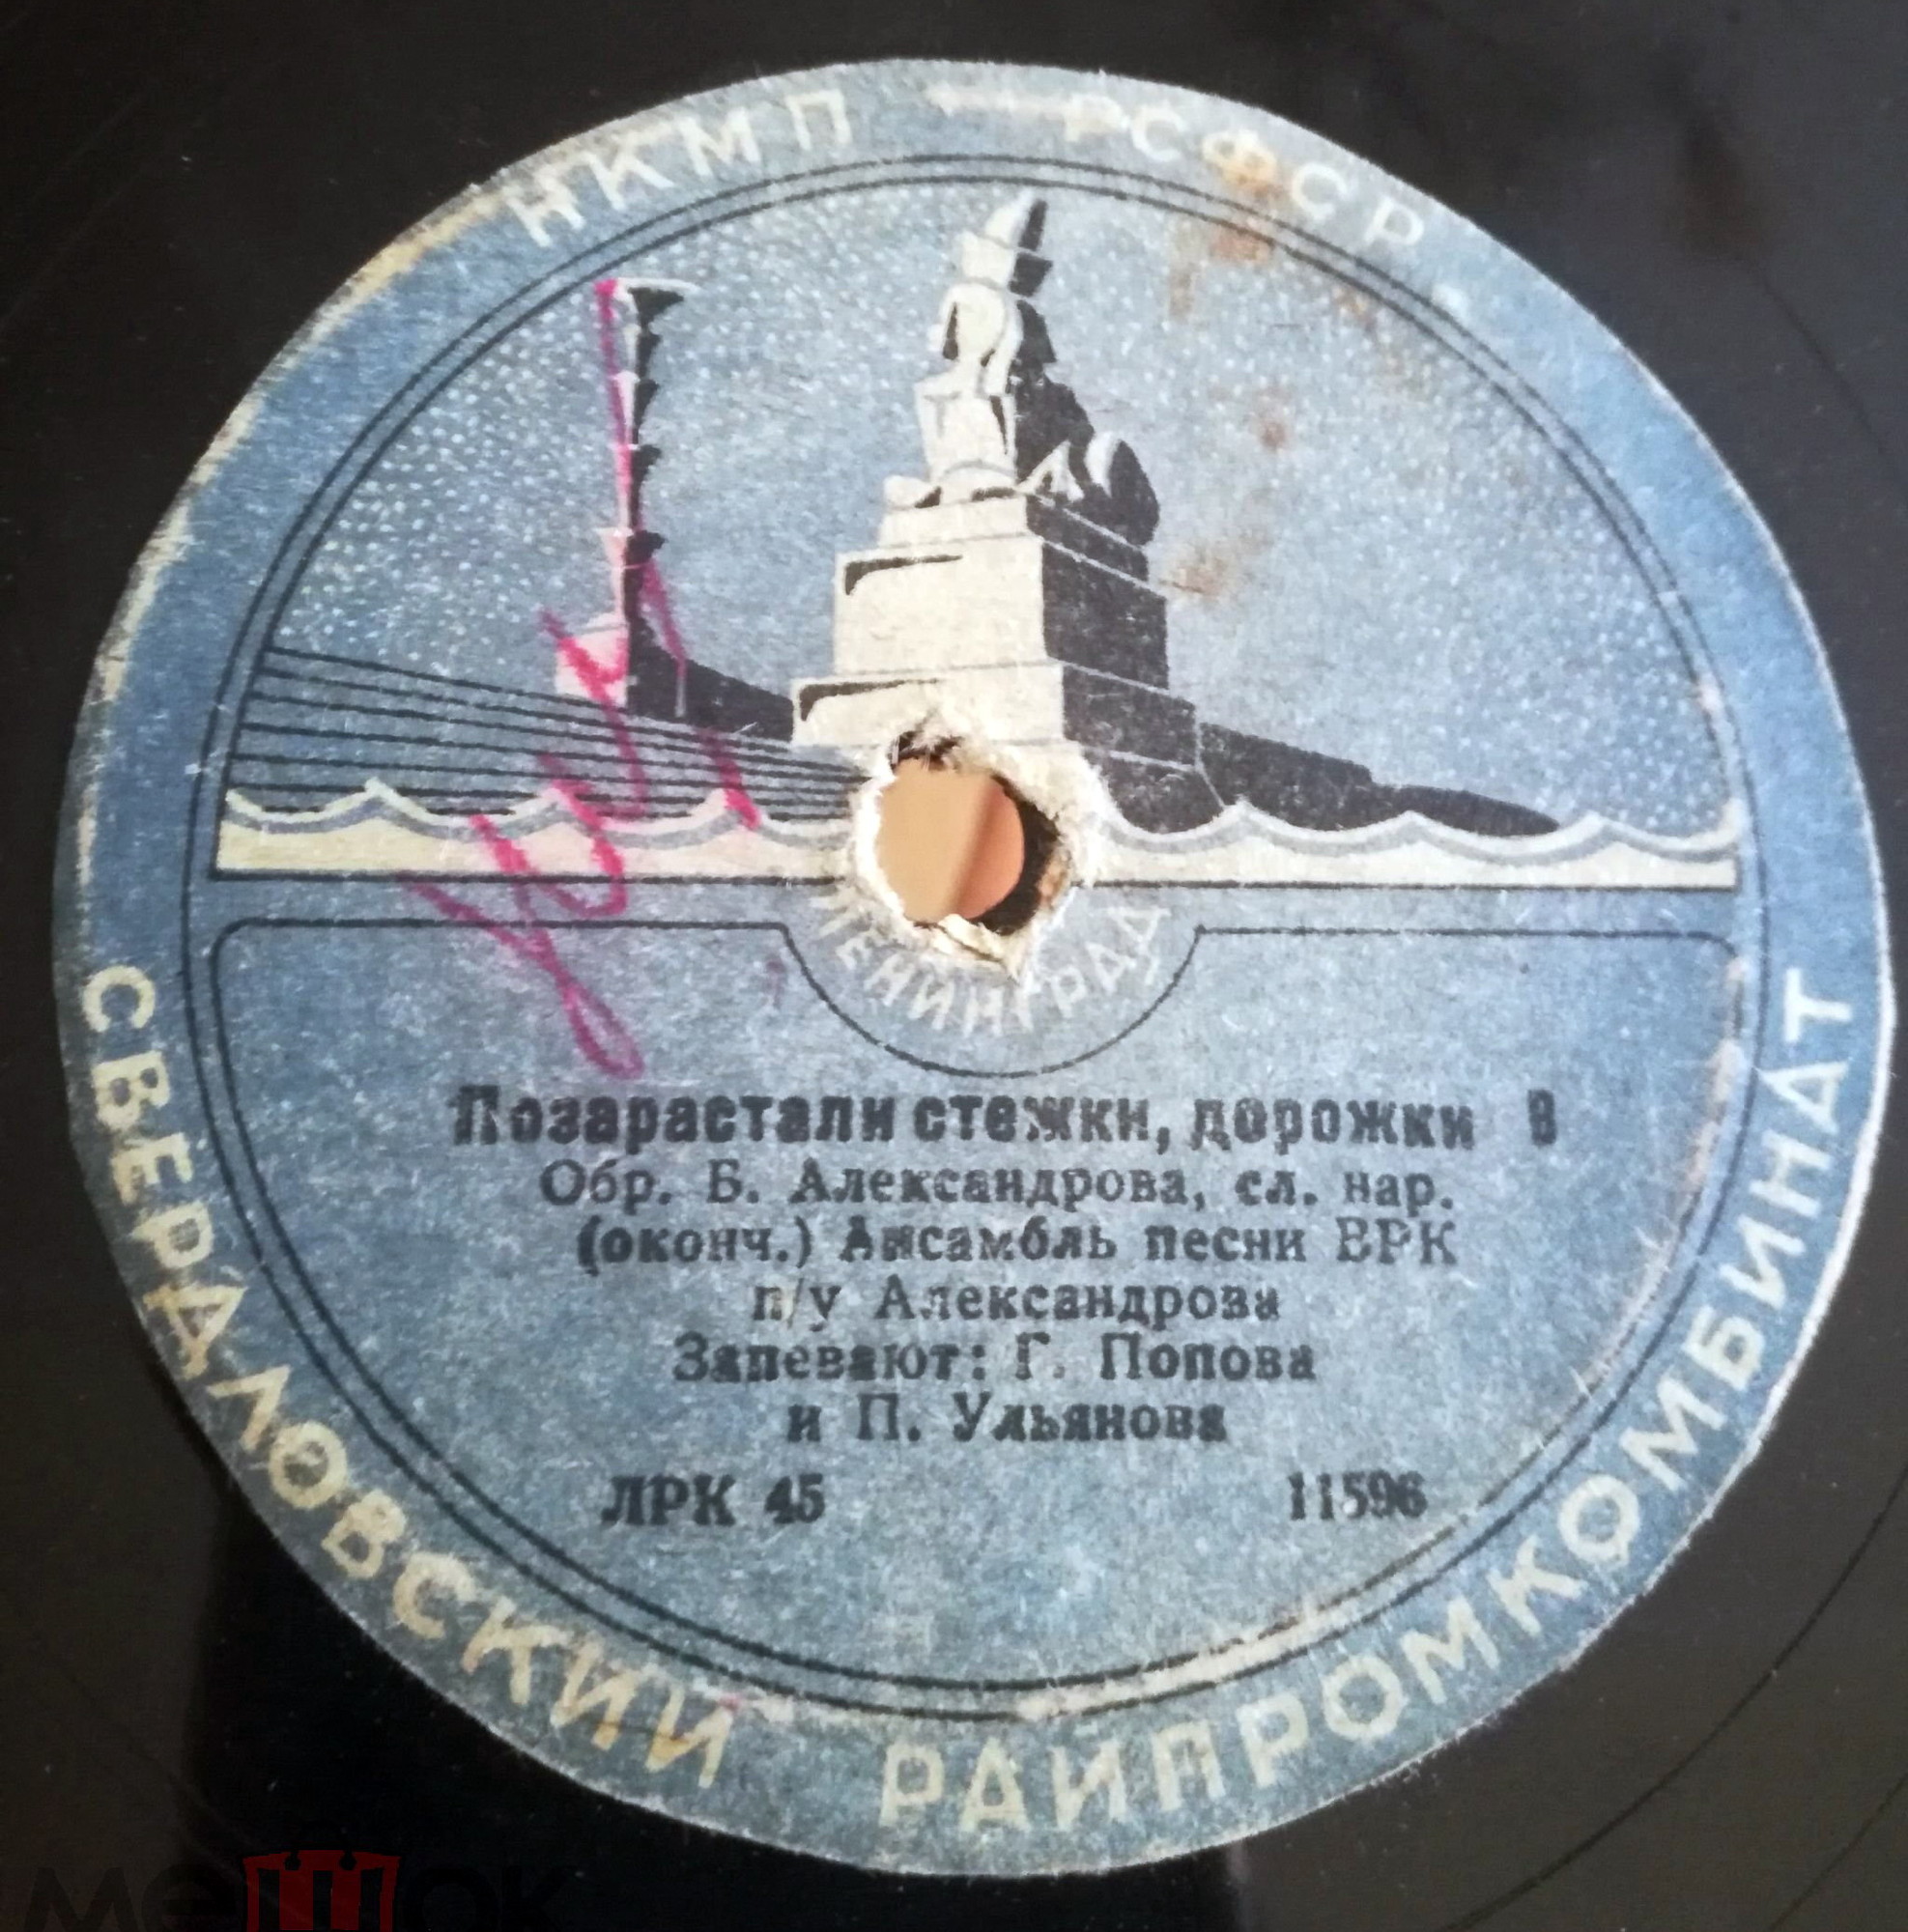 НКМП — РСФСР
ЛЕНИНГРАД
Позарастали стежки, дорожки В
Обр. Б. Александрова, сл. нар.
(оконч.) Ансамбль песни ВРК
п/у Александрова
Запевают: Г. Попова
и П. Ульянова
ЛРК 45 11596
СВЕРДЛОВСКИЙ РАЙПРОМКОМБИНАТ
мешок